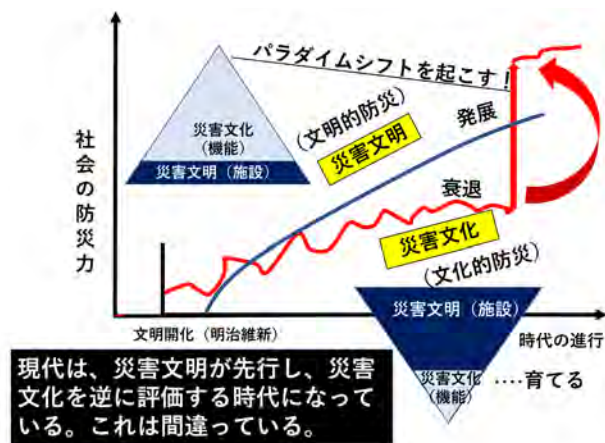 パラダイムシフトを起こす！
災害文化
(機能)
災害文明（施設）
(文明的防災)
災害文明
発展
社会の防災力
衰退
災害文化
(文化的防災)
災害文明（施設）
災害文化
(機能)
‥‥育てる
文明開化（明治維新）
時代の進行
現代は、災害文明が先行し、災害
文化を逆に評価する時代になって
いる。これは間違っている。